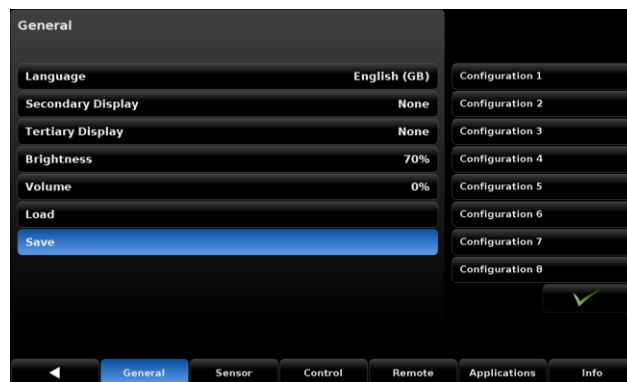 General
Language English (GB)
Secondary Display None
Tertiary Display None
Brightness 70%
Volume 0%
Load
Save
Configuration 1
Configuration 2
Configuration 3
Configuration 4
Configuration 5
Configuration 6
Configuration 7
Configuration 8
General Sensor Control Remote Applications Info